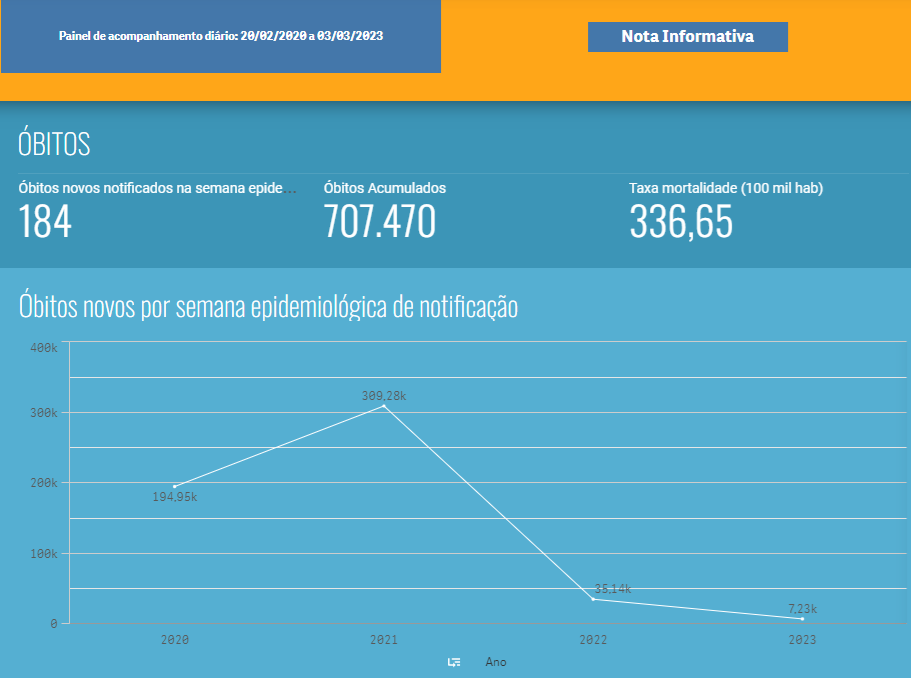 Painel de acompanhamento diário: 20/02/2020 a 03/03/2023
Nota Informativa
ÓBITOS
Óbitos novos notificados na semana epide...
184
Óbitos Acumulados
707.470
Taxa mortalidade (100 mil hab)
336,65
Óbitos novos por semana epidemiológica de notificação
400k
300k
200k
100k
0
194,95k
309,28k
35,14k
7,23k
2020
2021
2022
2023
Ano